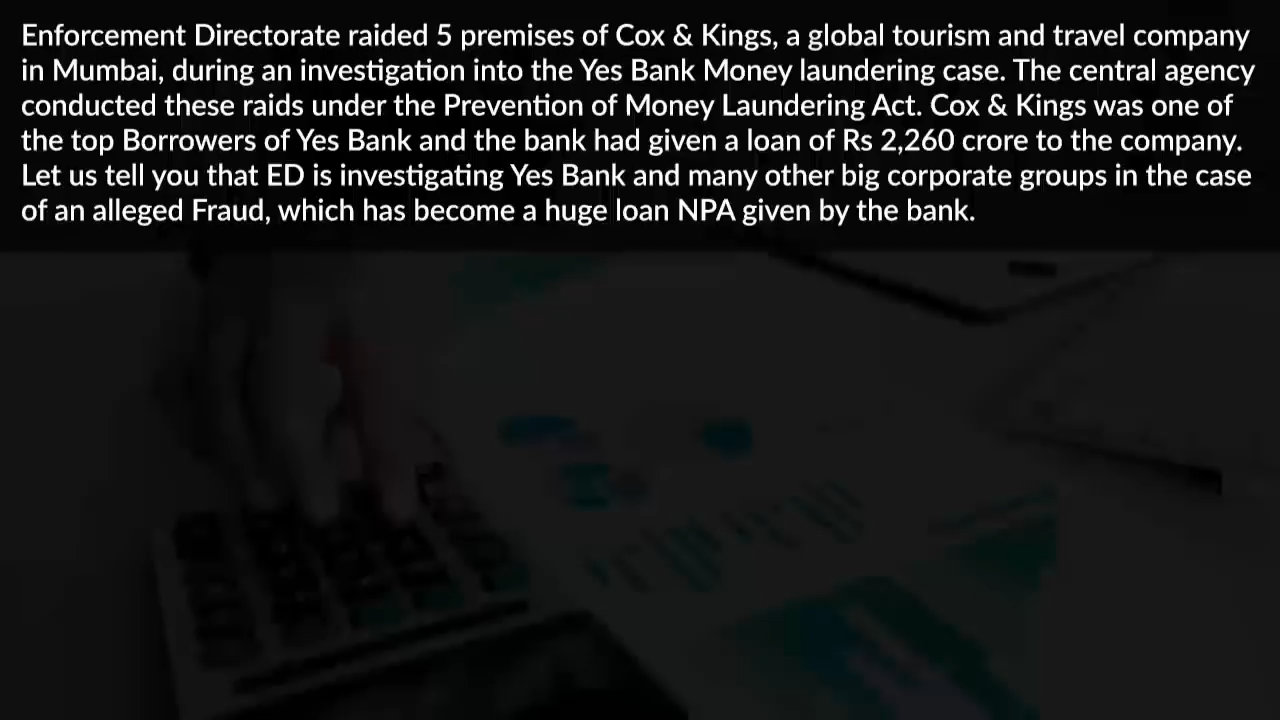 Enforcement Directorate raided 5 premises of Cox & Kings, a global tourism and travel company
in Mumbai, during an investigation into the Yes Bank Money laundering case. The central agency
conducted these raids under the Prevention of Money Laundering Act. Cox & Kings was one of
the top Borrowers of Yes Bank and the bank had given a loan of Rs 2,260 crore to the company.
Let us tell you that ED is investigating Yes Bank and many other big corporate groups in the case
of an alleged Fraud, which has become a huge loan NPA given by the bank.